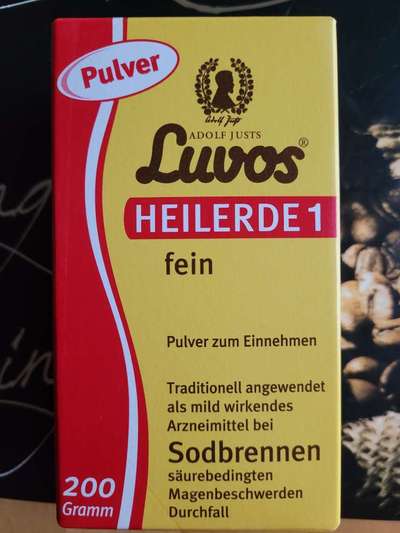 Pulver
Adolf Just
ADOLF JUSTS
Luvos®
HEILERDE 1
fein
Pulver zum Einnehmen
Traditionell angewendet
als mild wirkendes
Arzneimittel bei
Sodbrennen
säurebedingten
Magenbeschwerden
Durchfall
200
Gramm